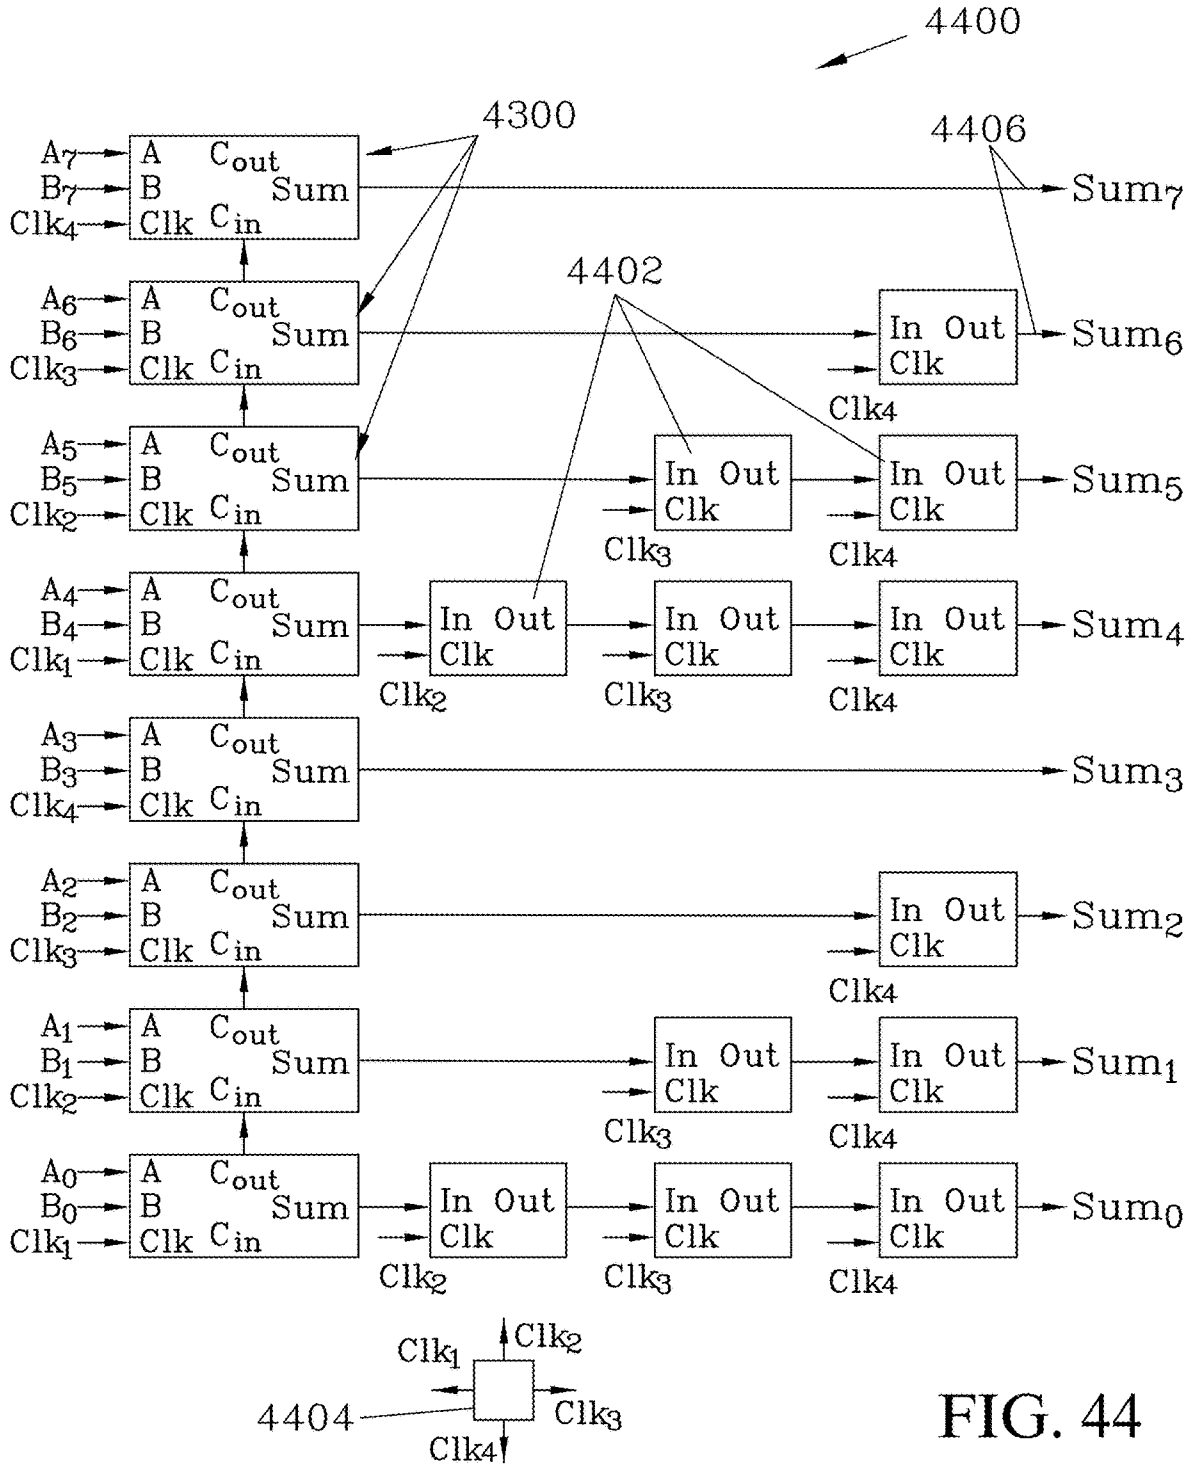 4400
4300
4406
A7 A Cout
B7 B Sum Sum7
Clk4 Clk Cin
4402
A6 A Cout
B6 B Sum In Out Sum6
Clk3 Clk Cin Clk
Clk4
A5 A Cout
B5 B Sum In Out In Out Sum5
Clk2 Clk Cin Clk Clk
Clk3 Clk4
A4 A Cout
B4 B Sum In Out In Out In Out Sum4
Clk1 Clk Cin Clk Clk Clk
Clk2 Clk3 Clk4
A3 A Cout
B3 B Sum Sum3
Clk4 Clk Cin
A2 A Cout
B2 B Sum In Out Sum2
Clk3 Clk Cin Clk
Clk4
A1 A Cout
B1 B Sum In Out In Out Sum1
Clk2 Clk Cin Clk Clk
Clk3 Clk4
A0 A Cout
B0 B Sum In Out In Out In Out Sum0
Clk1 Clk Cin Clk Clk Clk
Clk2 Clk3 Clk4
Clk1 Clk2
4404 Clk3
Clk4
FIG. 44